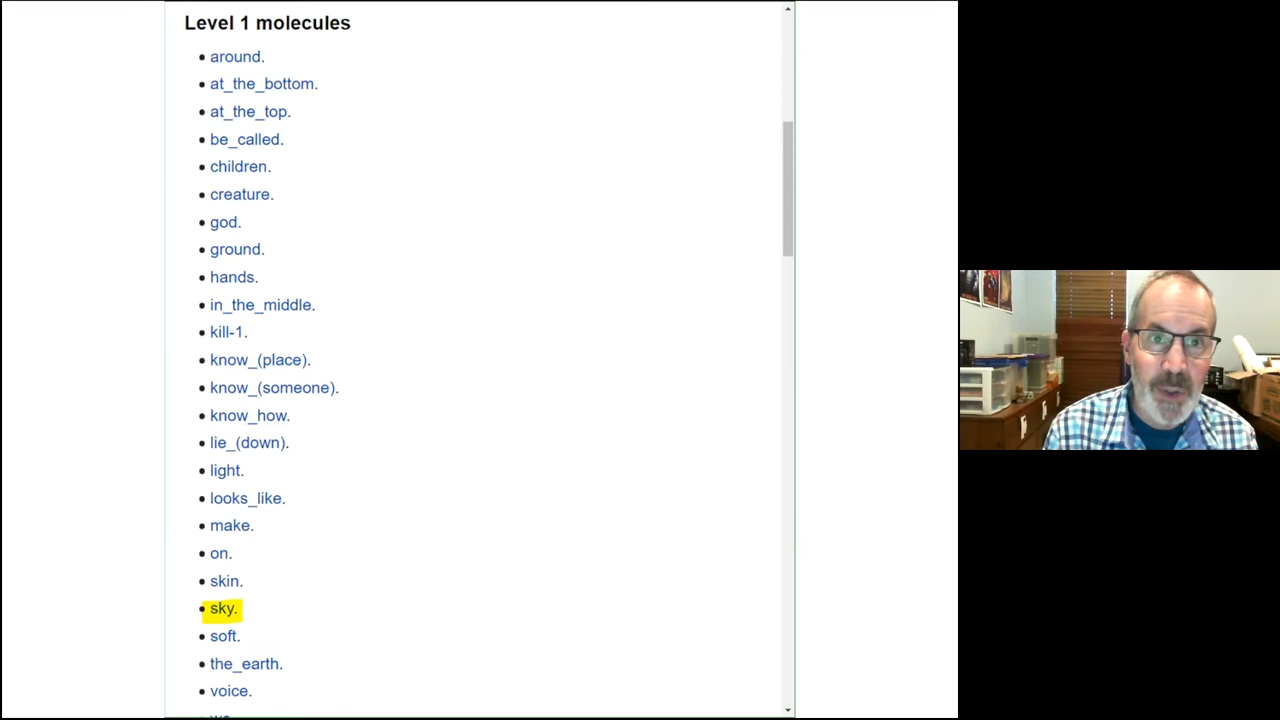 Level 1 molecules
around.
at_the_bottom.
at_the_top.
be_called.
children.
creature.
god.
ground.
hands.
in_the_middle.
kill-1.
know_(place).
know_(someone).
know_how.
lie_(down).
light.
looks_like.
make.
on.
skin.
sky.
soft.
the_earth.
voice.